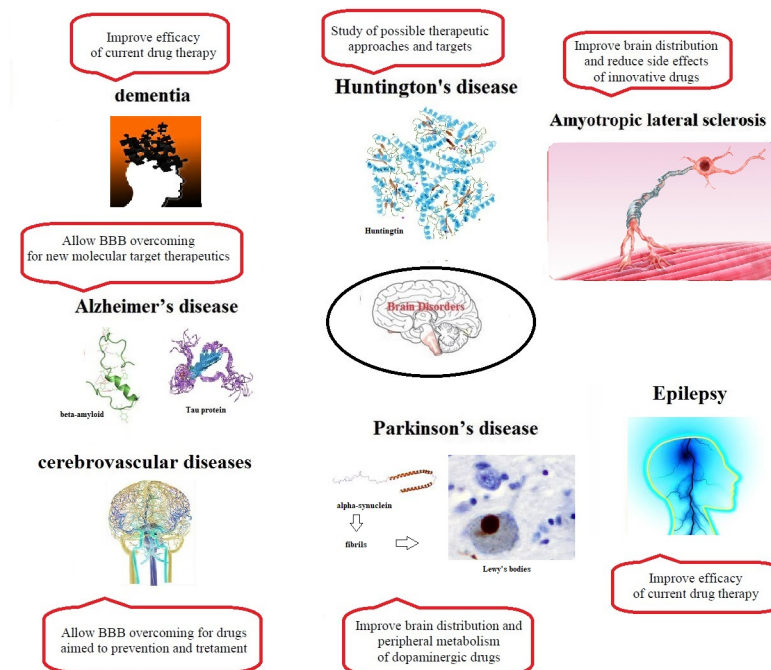 Improve efficacy
of current drug therapy
dementia
Study of possible therapeutic
approaches and targets
Huntington's disease
Huntingtin
Improve brain distribution
and reduce side effects
of innovative drugs
Amyotropic lateral sclerosis
Allow BBB overcoming
for new molecular target therapeutics
Alzheimer’s disease
beta-amyloid
Tau protein
Brain Disorders
Epilepsy
Improve efficacy
of current drug therapy
Parkinson’s disease
alpha-synuclein
fibrils
Lewy's bodies
Improve brain distribution and
peripheral metabolism
of dopaminergic drugs
cerebrovascular diseases
Allow BBB overcoming for drugs
aimed to prevention and tretament